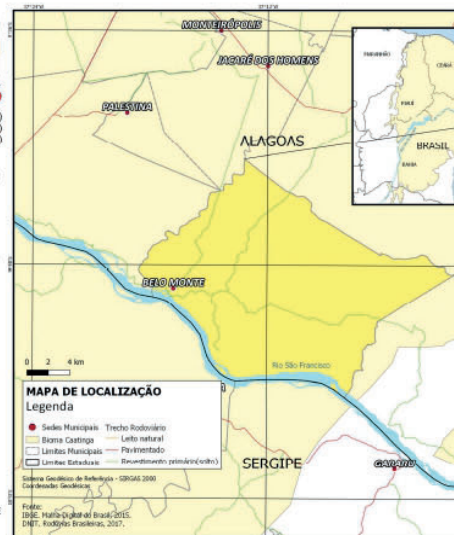 MONTEIRÓPOLIS
JACARÉ DOS HOMENS
PALESTINA
ALAGOAS
MARANHÃO
CEARÁ
PIAUÍ
BRASIL
BAHIA
BELO MONTE
0 2 4 km
Rio São Francisco
MAPA DE LOCALIZAÇÃO
Legenda
Sedes Municipais
Bioma Caatinga
Limites Municipais
Limites Estaduais
Trecho Rodoviário
Leito natural
Pavimentado
Revestimento primário(solto)
SERGIPE
GARARU
Sistema Geodésico de Referência - SIRGAS 2000
Coordenadas Geodésicas
Fonte:
IBGE, Malha Digital do Brasil, 2015.
DNIT, Rodovias Brasileiras, 2017.